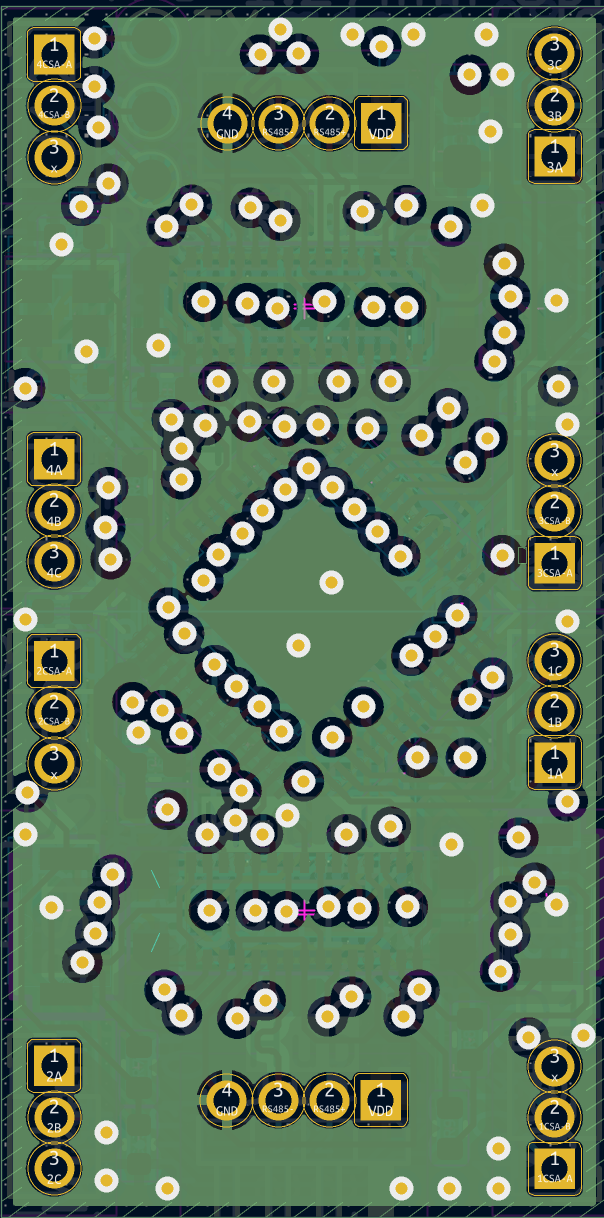 1
4CSA-A
2
4CSA-B
3
x
4
GND
3
RS485-
2
RS485+
1
VDD
3
3C
2
3B
1
3A
1
4A
2
4B
3
4C
3
x
2
3CSA-B
1
3CSA-A
1
2CSA-A
2
2CSA-B
3
x
3
1C
2
1B
1
1A
1
2A
2
2B
3
2C
4
GND
3
RS485-
2
RS485+
1
VDD
3
x
2
1CSA-B
1
1CSA-A